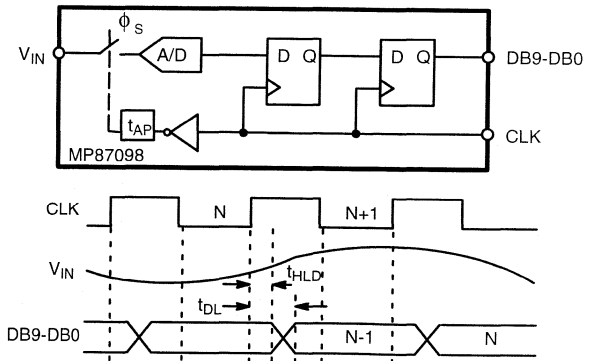 ϕS
VIN
A/D
D Q
D Q
DB9-DB0
tAP
CLK
MP87098
CLK
N
N+1
VIN
tHLD
tDL
DB9-DB0
N-1
N